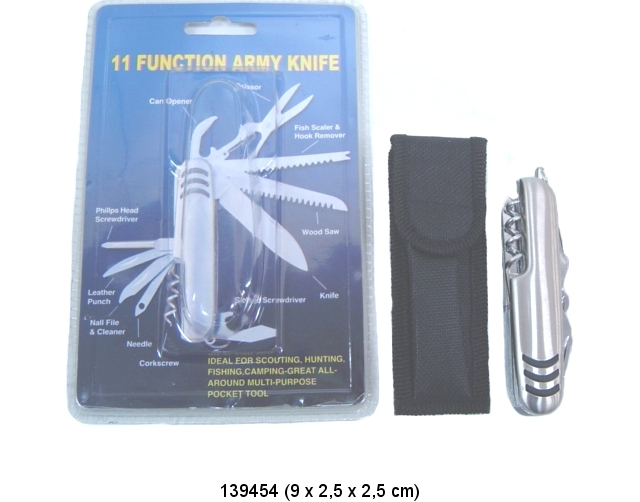 11 FUNCTION ARMY KNIFE
Scissor
Can Opener
Fish Scaler &
Hook Remover
Philps Head
Screwdriver
Wood Saw
Leather
Punch
Knife
Slotted Screwdriver
Nail File
& Cleaner
Needle
Corkscrew
IDEAL FOR SCOUTING, HUNTING,
FISHING,CAMPING-GREAT ALL-
AROUND MULTI-PURPOSE
POCKET TOOL
139454 (9 x 2,5 x 2,5 cm)